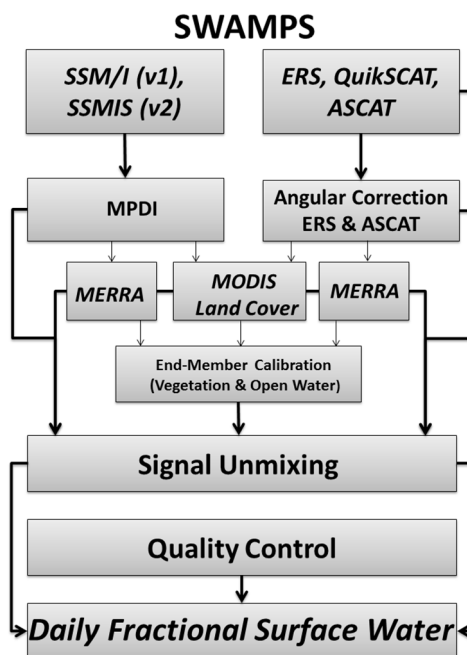 SWAMPS
SSM/I (v1),
SSMIS (v2)
ERS, QuikSCAT,
ASCAT
MPDI
Angular Correction
ERS & ASCAT
MERRA
MODIS
Land Cover
MERRA
End-Member Calibration
(Vegetation & Open Water)
Signal Unmixing
Quality Control
Daily Fractional Surface Water